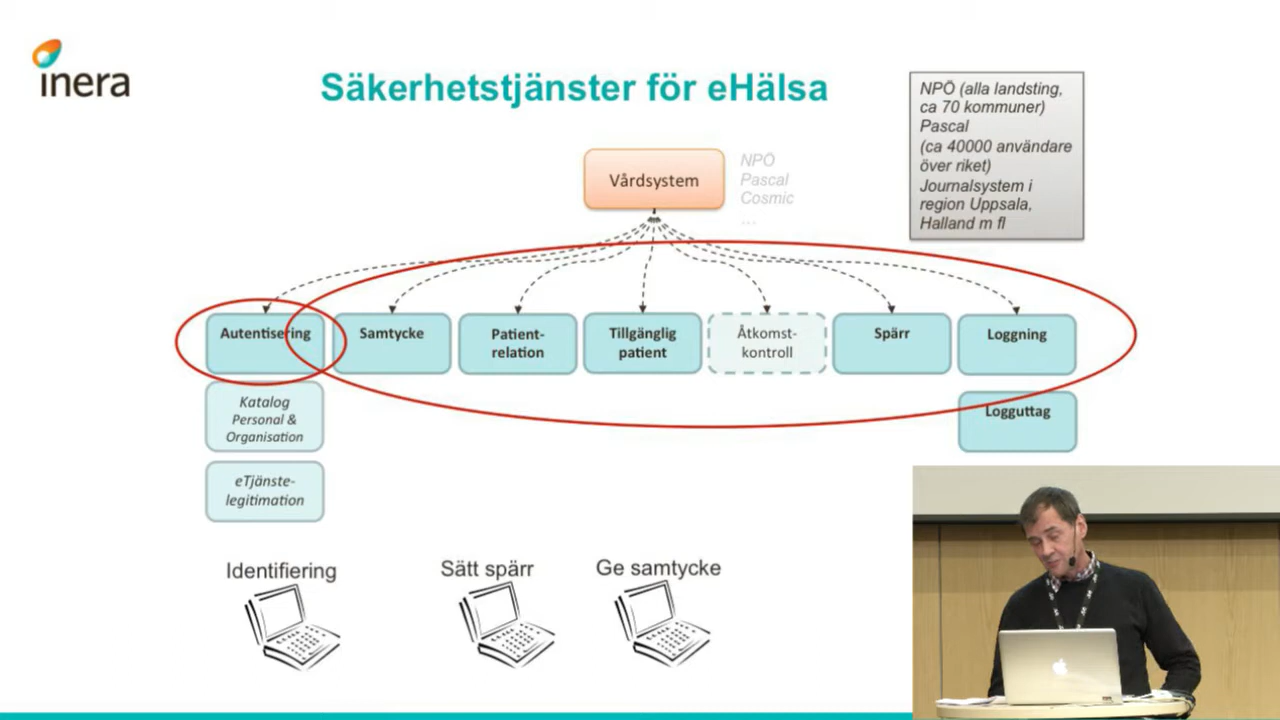 inera
Säkerhetstjänster för eHälsa
NPÖ (alla landsting,
ca 70 kommuner)
Pascal
(ca 40000 användare
över riket)
Journalsystem i
region Uppsala,
Halland m fl
Vårdsystem
NPÖ
Pascal
Cosmic
...
Autentisering
Samtycke
Patient-
relation
Tillgänglig
patient
Åtkomst-
kontroll
Spärr
Loggning
Katalog
Personal &
Organisation
Logguttag
eTjänste-
legitimation
Identifiering
Sätt spärr
Ge samtycke